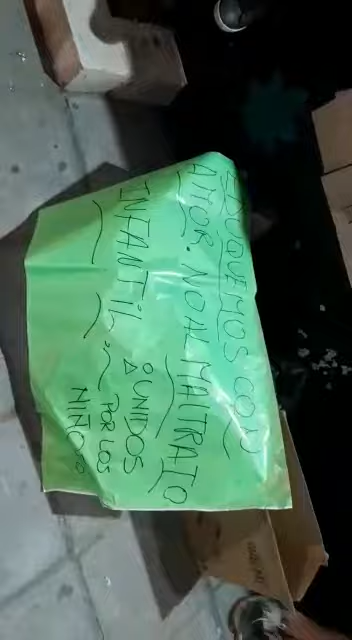 EDUQUEMOS CON
AMOR. NO AL MALTRATO
INFANTIL. UNIDOS
POR LOS
NIÑOS